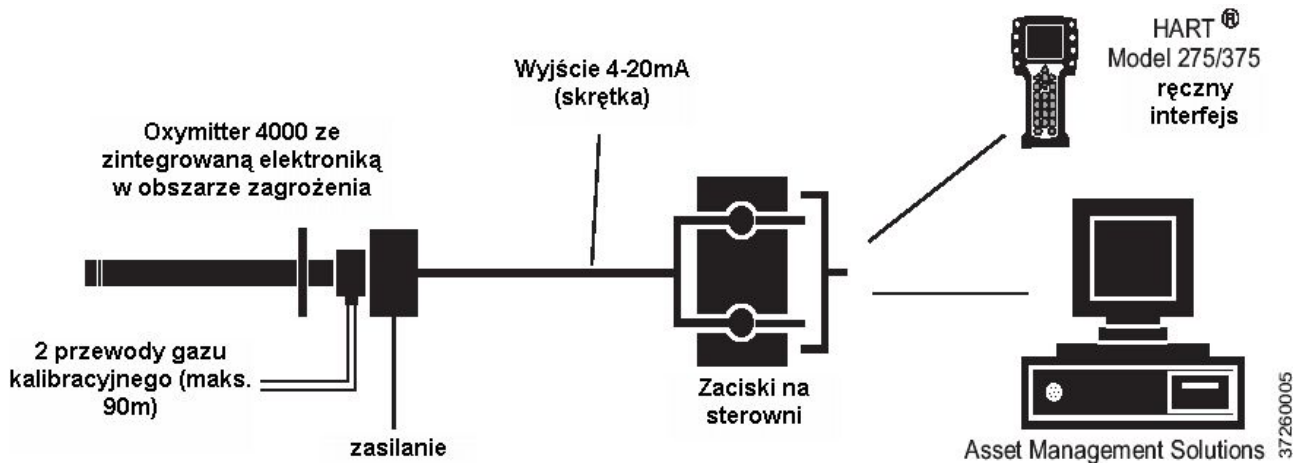 HART ®
Model 275/375
ręczny
interfejs
Wyjście 4-20mA
(skrętka)
Oxymitter 4000 ze
zintegrowaną elektroniką
w obszarze zagrożenia
2 przewody gazu
kalibracyjnego (maks.
90m)
zasilanie
Zaciski na
sterowni
Asset Management Solutions
37260005